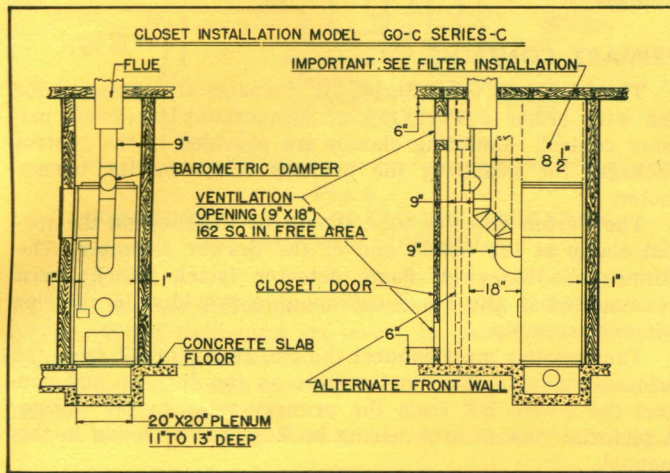 CLOSET INSTALLATION MODEL GO-C SERIES-C
FLUE
IMPORTANT: SEE FILTER INSTALLATION
6"
9"
8 1/2"
BAROMETRIC DAMPER
VENTILATION
OPENING (9"X18")
162 SQ. IN. FREE AREA
9"
9"
CLOSET DOOR
1"
1"
18"
1"
6"
CONCRETE SLAB
FLOOR
ALTERNATE FRONT WALL
20"X20" PLENUM
11" TO 13" DEEP